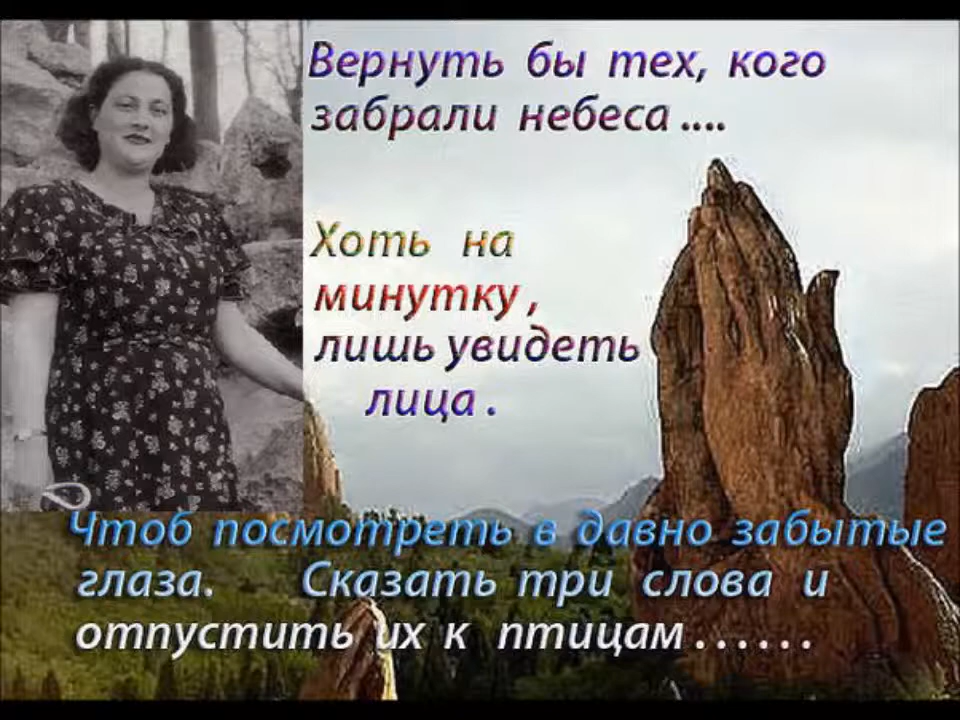 Вернуть бы тех, кого
забрали небеса ....
Хоть на
минутку ,
лишь увидеть
лица .
Чтоб посмотреть в давно забытые
глаза. Сказать три слова и
отпустить их к птицам . . . . . .